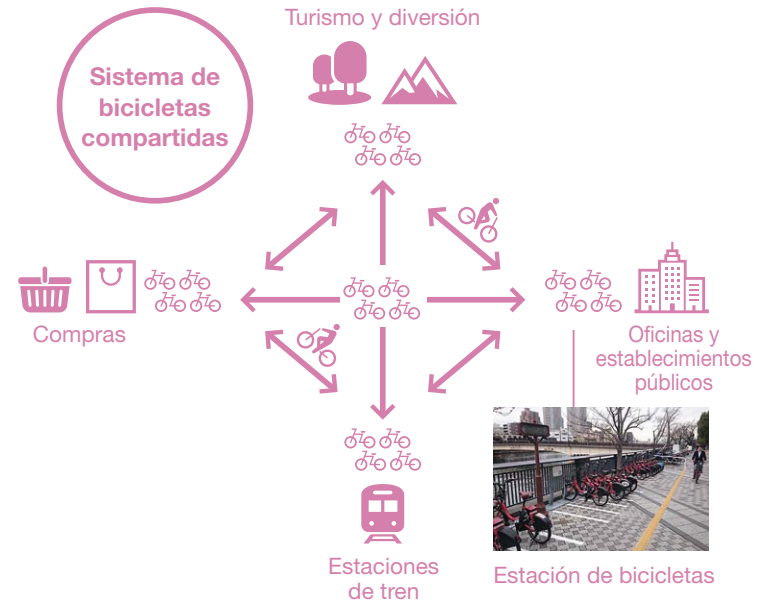 Turismo y diversión
Sistema de
bicicletas
compartidas
Compras
Oficinas y
establecimientos
públicos
Estaciones
de tren
Estación de bicicletas